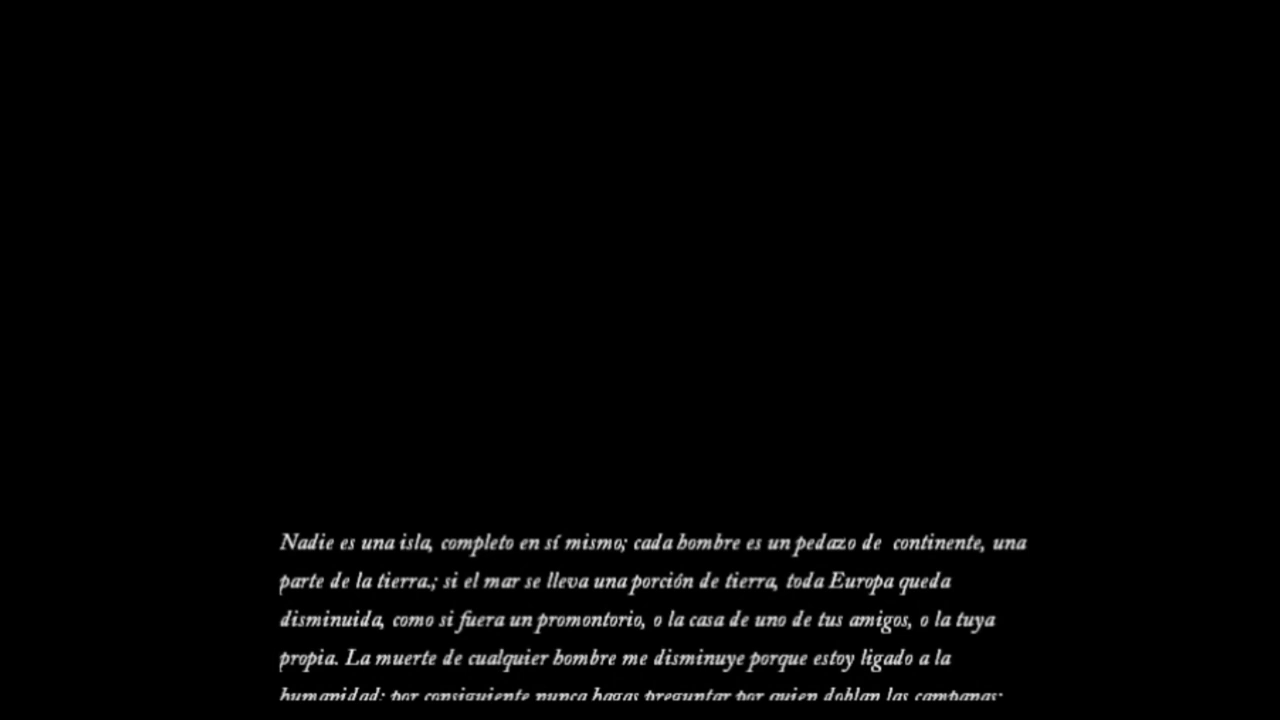 Nadie es una isla, completo en sí mismo; cada hombre es un pedazo de  continente, una
parte de la tierra.; si el mar se lleva una porción de tierra, toda Europa queda
disminuida, como si fuera un promontorio, o la casa de uno de tus amigos, o la tuya
propia. La muerte de cualquier hombre me disminuye porque estoy ligado a la
humanidad; por consiguiente nunca hagas preguntar por quien doblan las campanas;